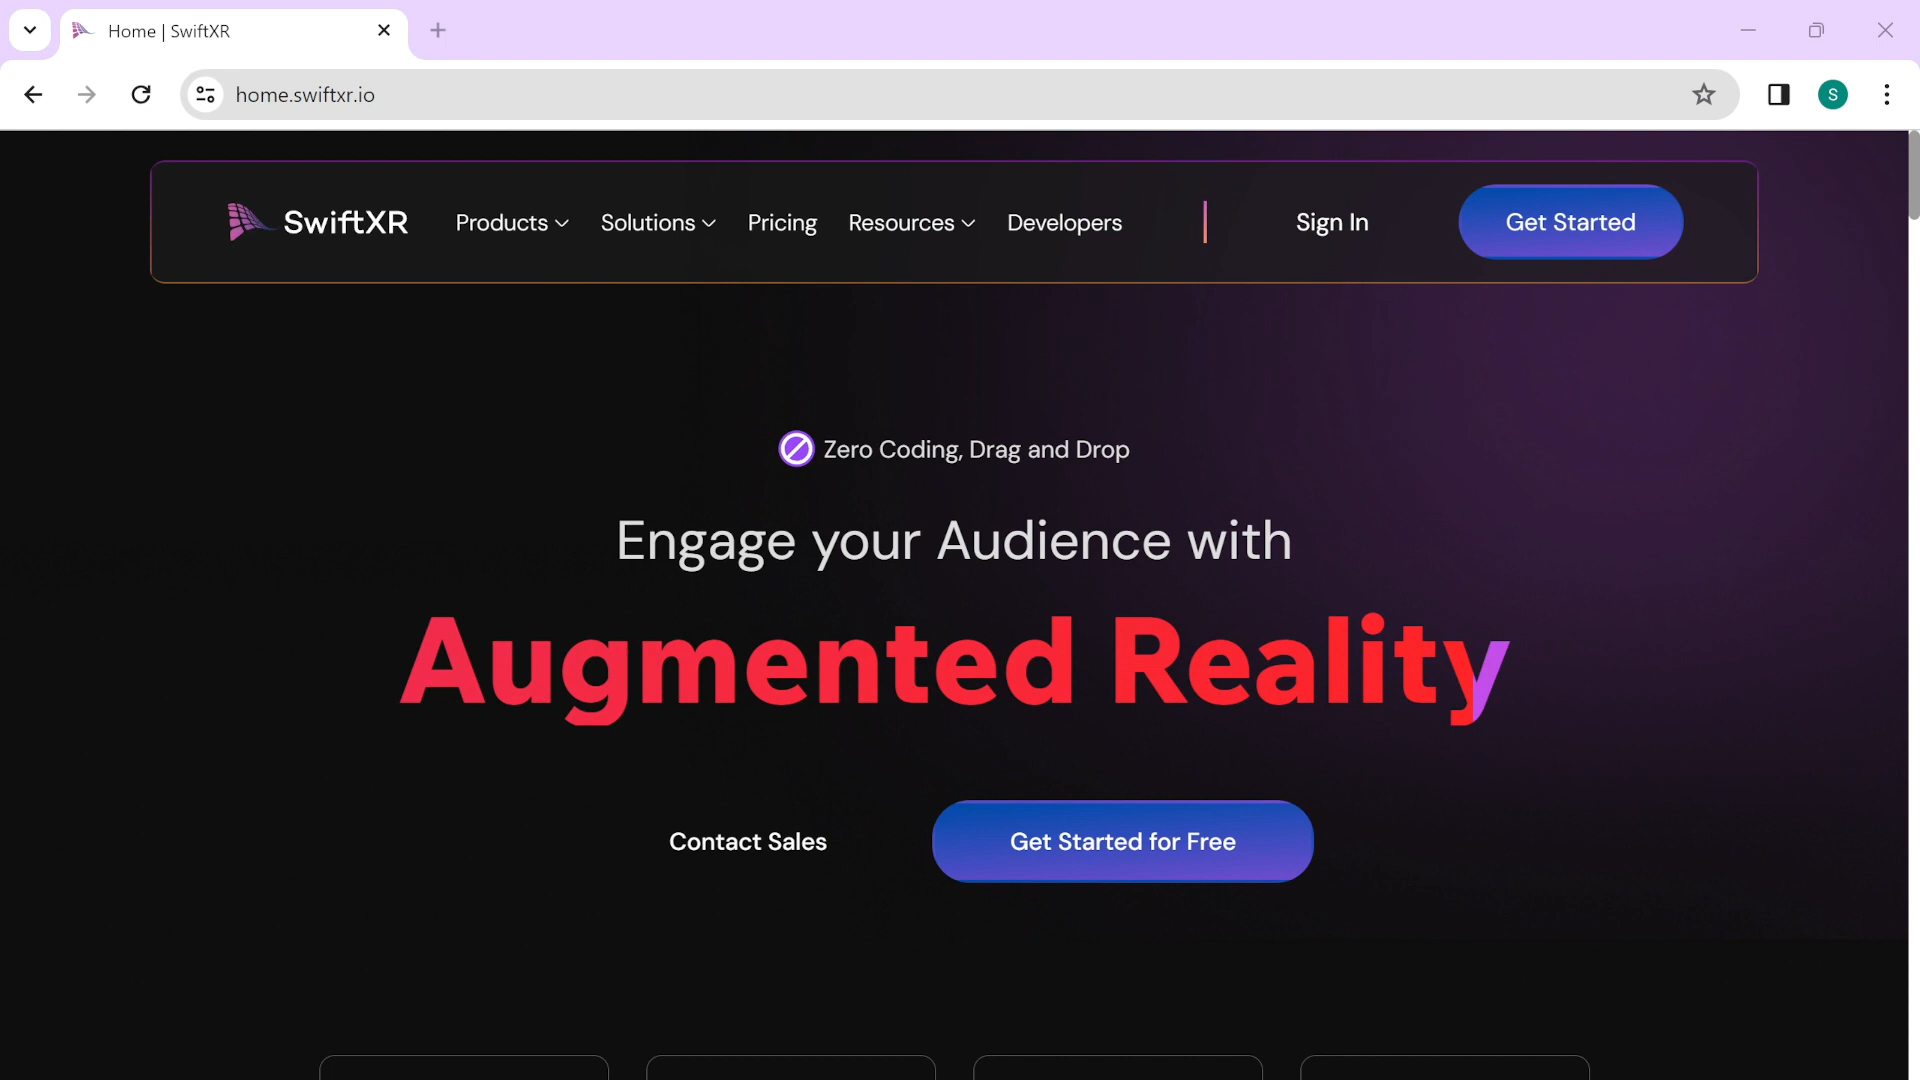 Home | SwiftXR
home.swiftxr.io
S
SwiftXR
Products
Solutions
Pricing
Resources
Developers
Sign In
Get Started
Zero Coding, Drag and Drop
Engage your Audience with
Augmented Reality
Contact Sales
Get Started for Free